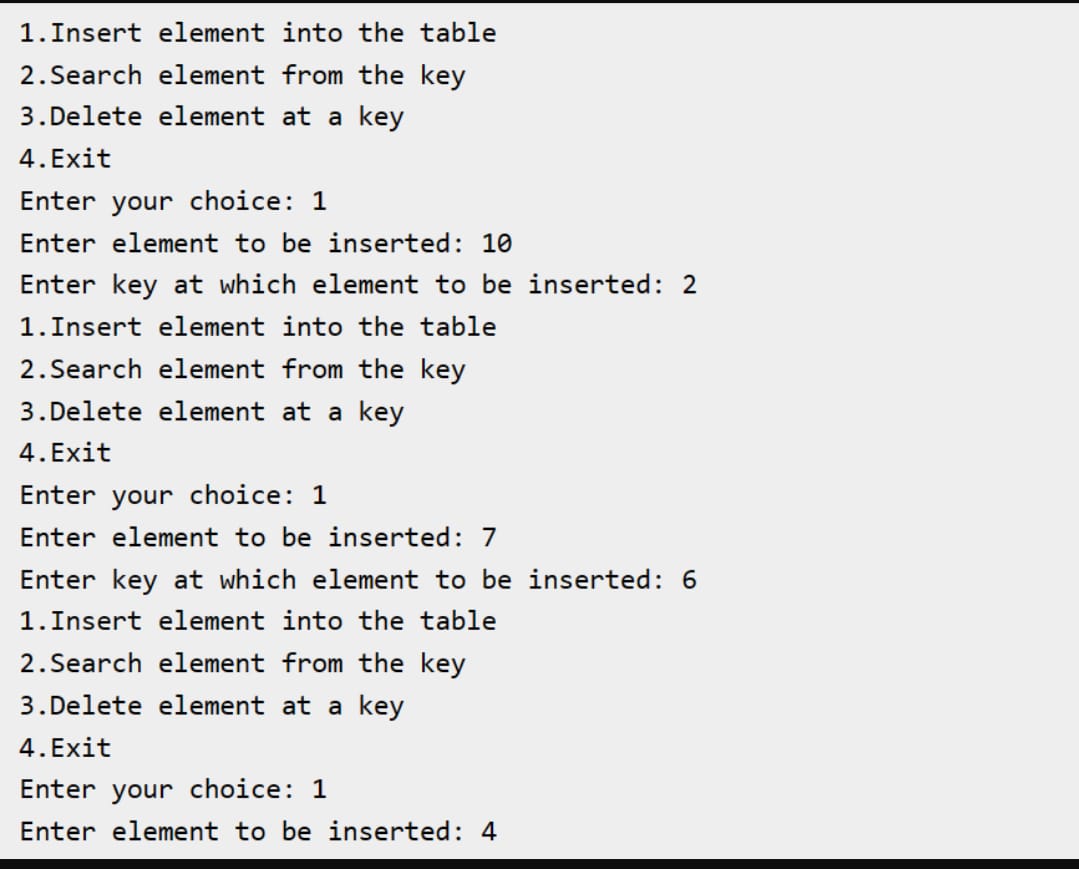 1.Insert element into the table
2.Search element from the key
3.Delete element at a key
4.Exit
Enter your choice: 1
Enter element to be inserted: 10
Enter key at which element to be inserted: 2
1.Insert element into the table
2.Search element from the key
3.Delete element at a key
4.Exit
Enter your choice: 1
Enter element to be inserted: 7
Enter key at which element to be inserted: 6
1.Insert element into the table
2.Search element from the key
3.Delete element at a key
4.Exit
Enter your choice: 1
Enter element to be inserted: 4